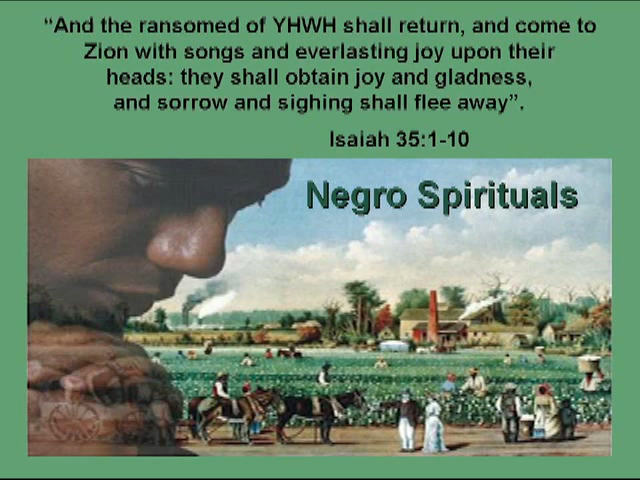 “And the ransomed of YHWH shall return, and come to
Zion with songs and everlasting joy upon their
heads: they shall obtain joy and gladness,
and sorrow and sighing shall flee away”.
Isaiah 35:1-10
Negro Spirituals